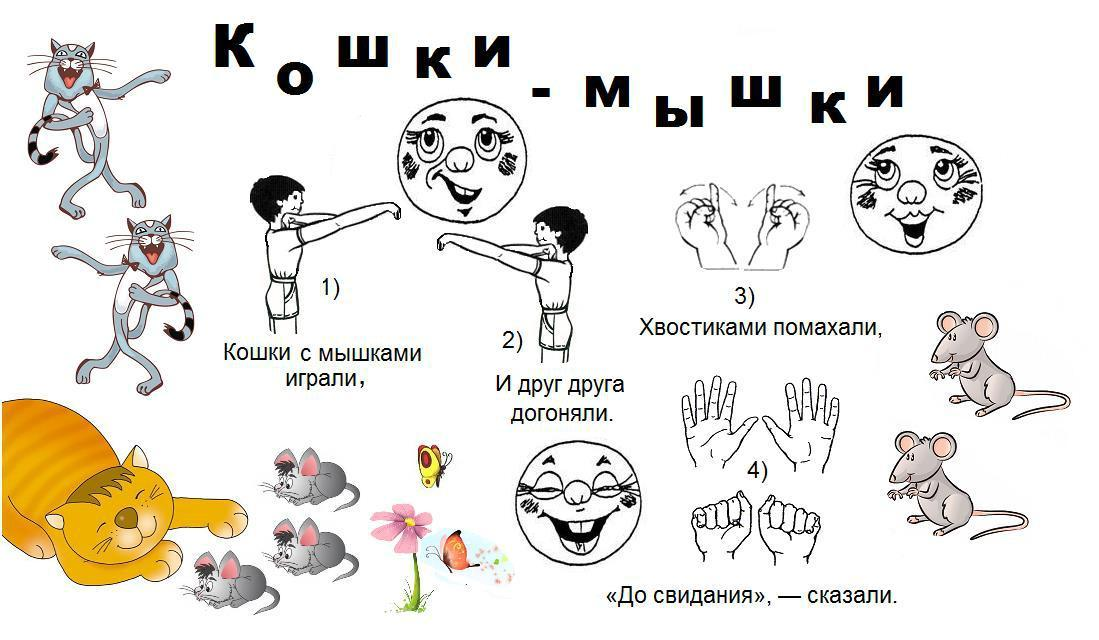 Кошки-мышки
1)
Кошки с мышками
играли,
2)
И друг друга
догоняли.
3)
Хвостиками помахали,
4)
«До свидания», — сказали.